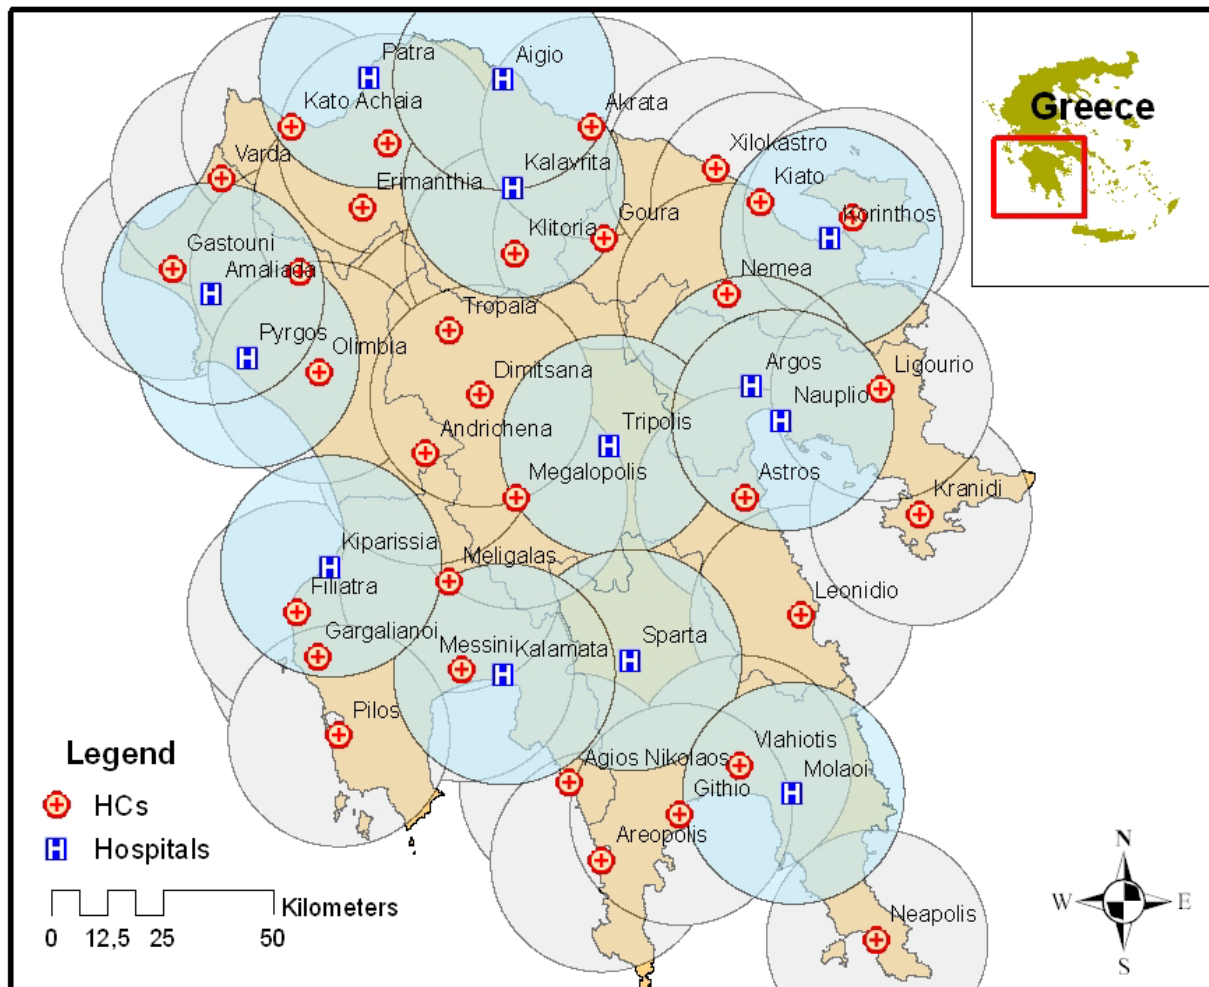 Patra
Aigio
Greece
Kato Achaia
Akrata
Xilokastro
Varda
Kalavrita
Kiato
Erimanthia
Korinthos
Goura
Klitoria
Gastouni
Amaliada
Nemea
Tropala
Pyrgos
Olimbia
Argos
Ligourio
Dimitsana
Nauplio
Andrichena
Tripolis
Megalopolis
Astros
Kranidi
Kiparissia
Meligalas
Filiatra
Leonidio
Gargalianoi
Messini
Kalamata
Sparta
Pilos
Vlahiotis
Agios Nikolaos
Molaoi
Githio
Areopolis
Neapolis
Legend
HCs
H Hospitals
Kilometers
0 12,5 25 50
N
W E
S